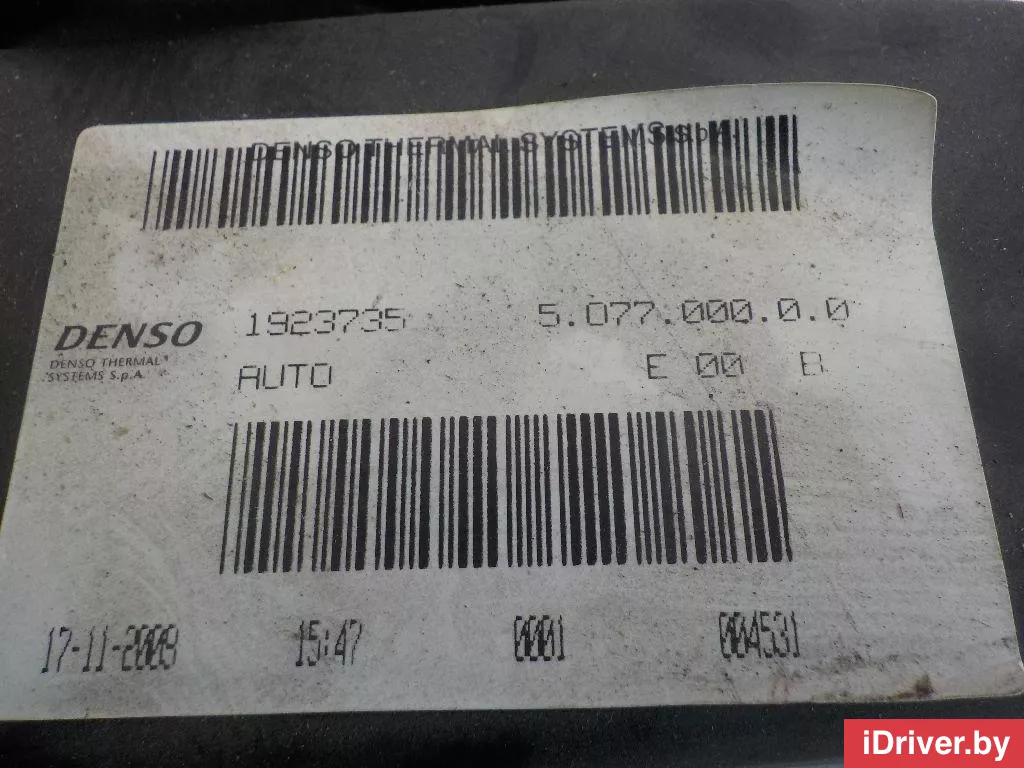 DENSO THERMAL SYSTEMS S.p.A.
DENSO
DENSO THERMAL
SYSTEMS S.p.A.
1923735 5.077.000.0.0
AUTO E 00 B
17-11-2009 15:47 0001 004531
iDriver.by